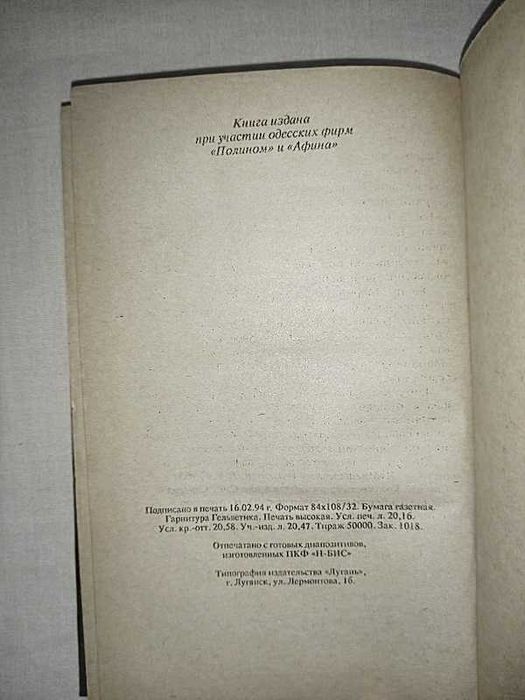 Книга издана
при участии одесских фирм
«Полином» и «Афина»
Подписано в печать 16.02.94 г. Формат 84х108/32. Бумага газетная.
Гарнитура Гельветика. Печать высокая. Усл. печ. л. 20,16.
Усл. кр.-отт. 20,58. Уч.-изд. л. 20,47. Тираж 50000. Зак. 1018.
Отпечатано с готовых диапозитивов,
изготовленных ПКФ «Н-БИС»
Типография издательства «Лугань»,
г. Луганск, ул. Лермонтова, 1б.